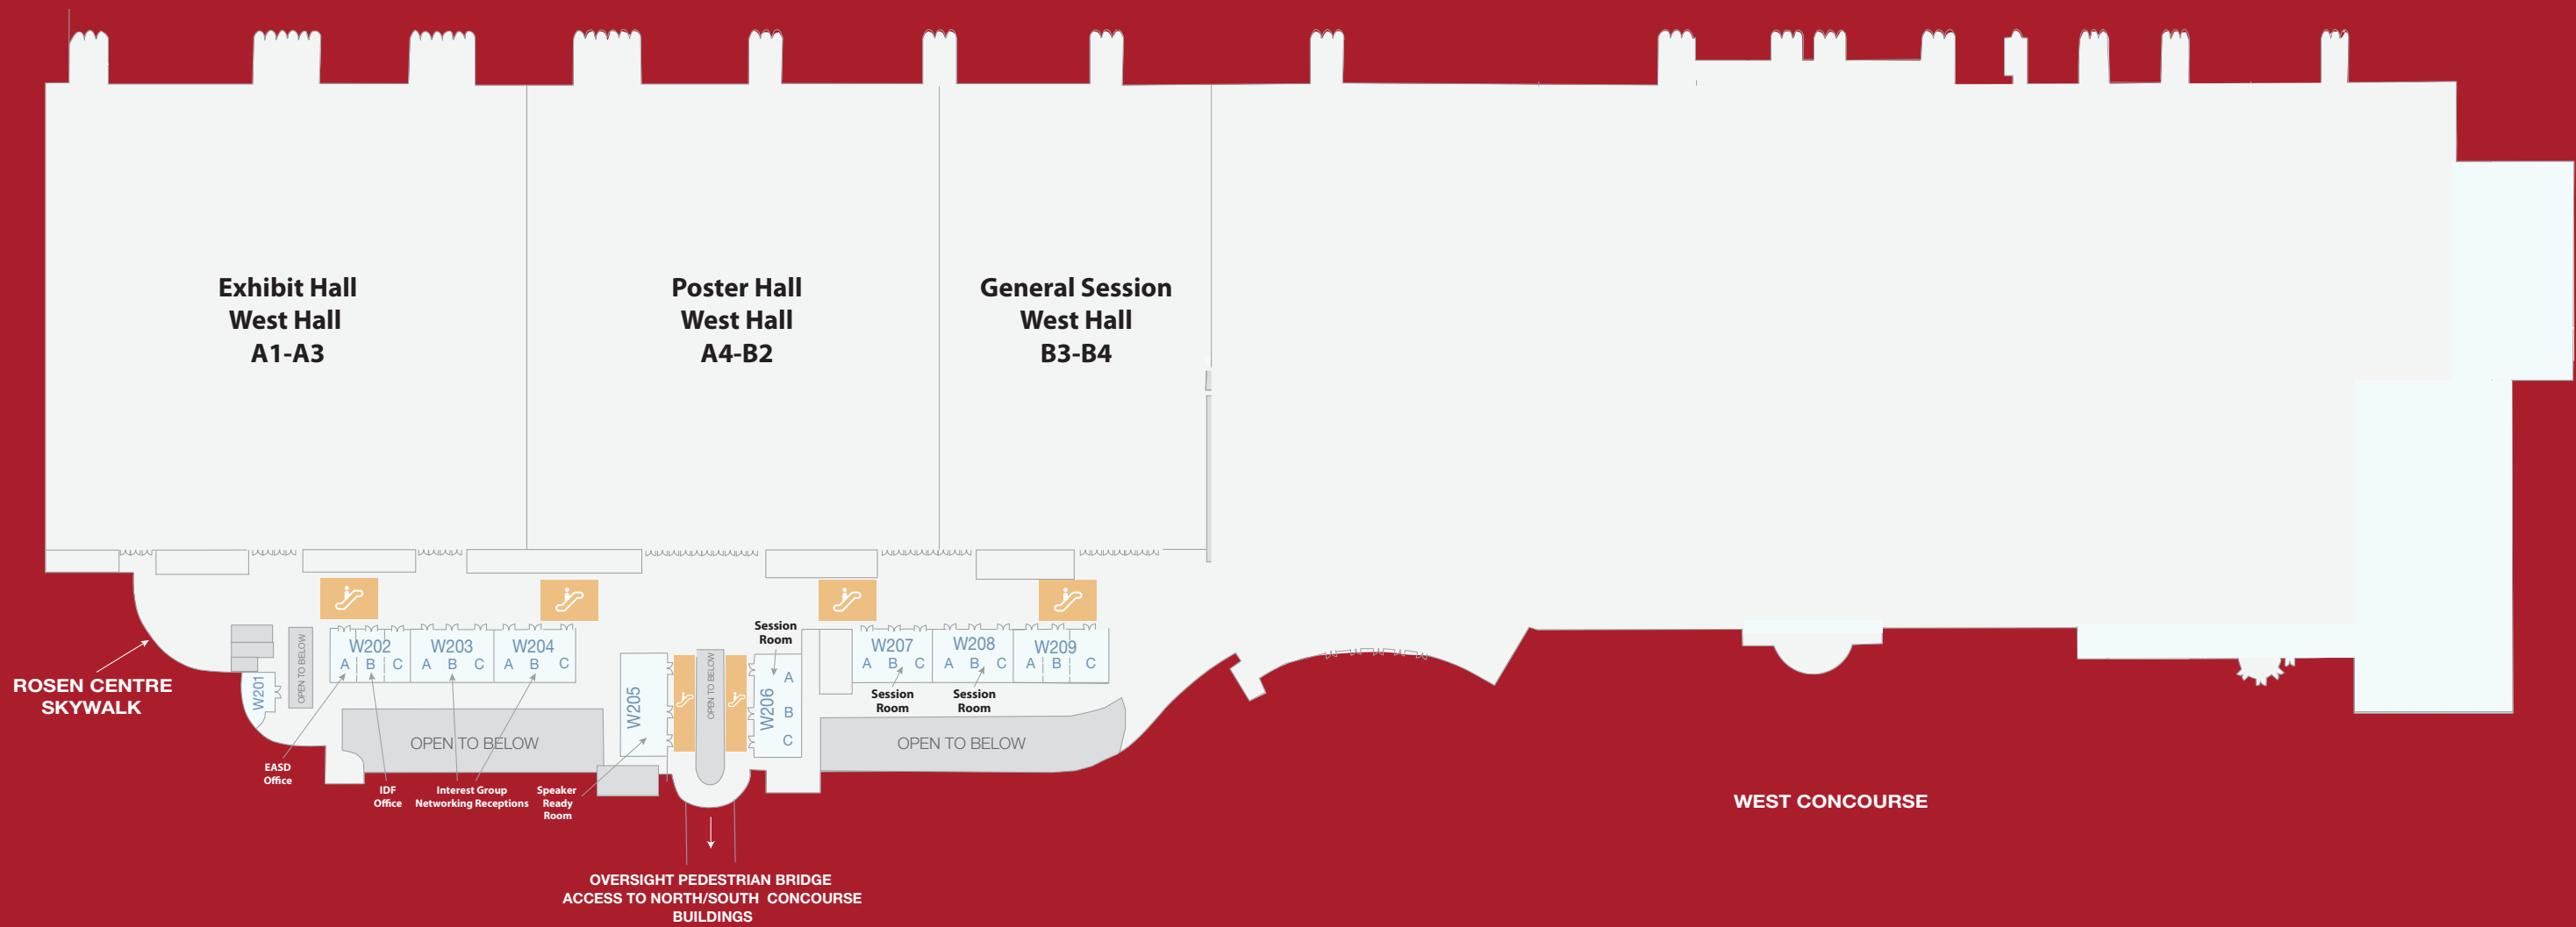 Exhibit Hall
West Hall
A1-A3
Poster Hall
West Hall
A4-B2
General Session
West Hall
B3-B4
ROSEN CENTRE
SKYWALK
W201
OPEN TO BELOW
W202
A B C
W203
A B C
W204
A B C
OPEN TO BELOW
EASD
Office
IDF
Office
Interest Group
Networking Receptions
Speaker
Ready
Room
W205
OPEN TO BELOW
Session
Room
W206
A
B
C
W207
A B C
Session
Room
W208
A B C
Session
Room
W209
A B C
OPEN TO BELOW
WEST CONCOURSE
OVERSIGHT PEDESTRIAN BRIDGE
ACCESS TO NORTH/SOUTH CONCOURSE
BUILDINGS